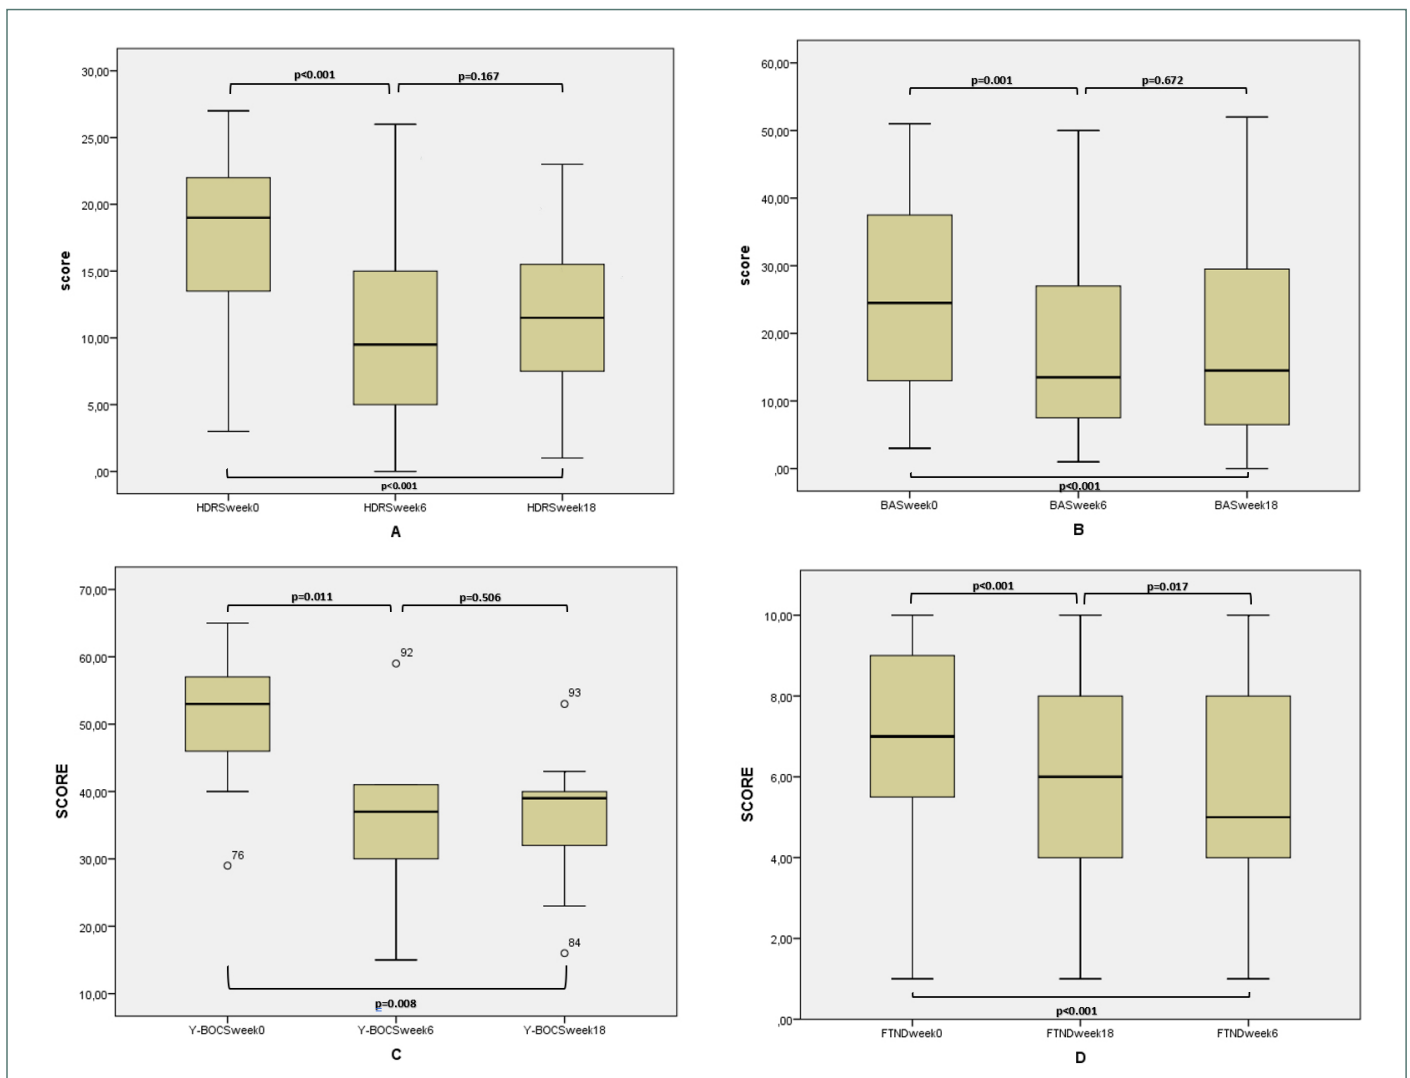 p<0.001
p=0.167
30,00
25,00
20,00
15,00
10,00
5,00
,00
score
p<0.001
HDRSweek0
HDRSweek6
HDRSweek18
A
p=0.001
p=0.672
60,00
50,00
40,00
30,00
20,00
10,00
,00
score
p<0.001
BASweek0
BASweek6
BASweek18
B
p=0.011
p=0.506
70,00
60,00
50,00
40,00
30,00
20,00
10,00
SCORE
92
93
76
84
p=0.008
Y-BOCSweek0
Y-BOCSweek6
Y-BOCSweek18
C
p<0.001
p=0.017
10,00
8,00
6,00
4,00
2,00
,00
SCORE
p<0.001
FTNDweek0
FTNDweek18
FTNDweek6
D